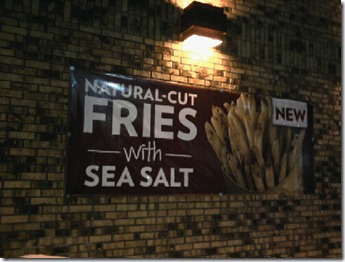 NATURAL-CUT
FRIES
with
SEA SALT
NEW